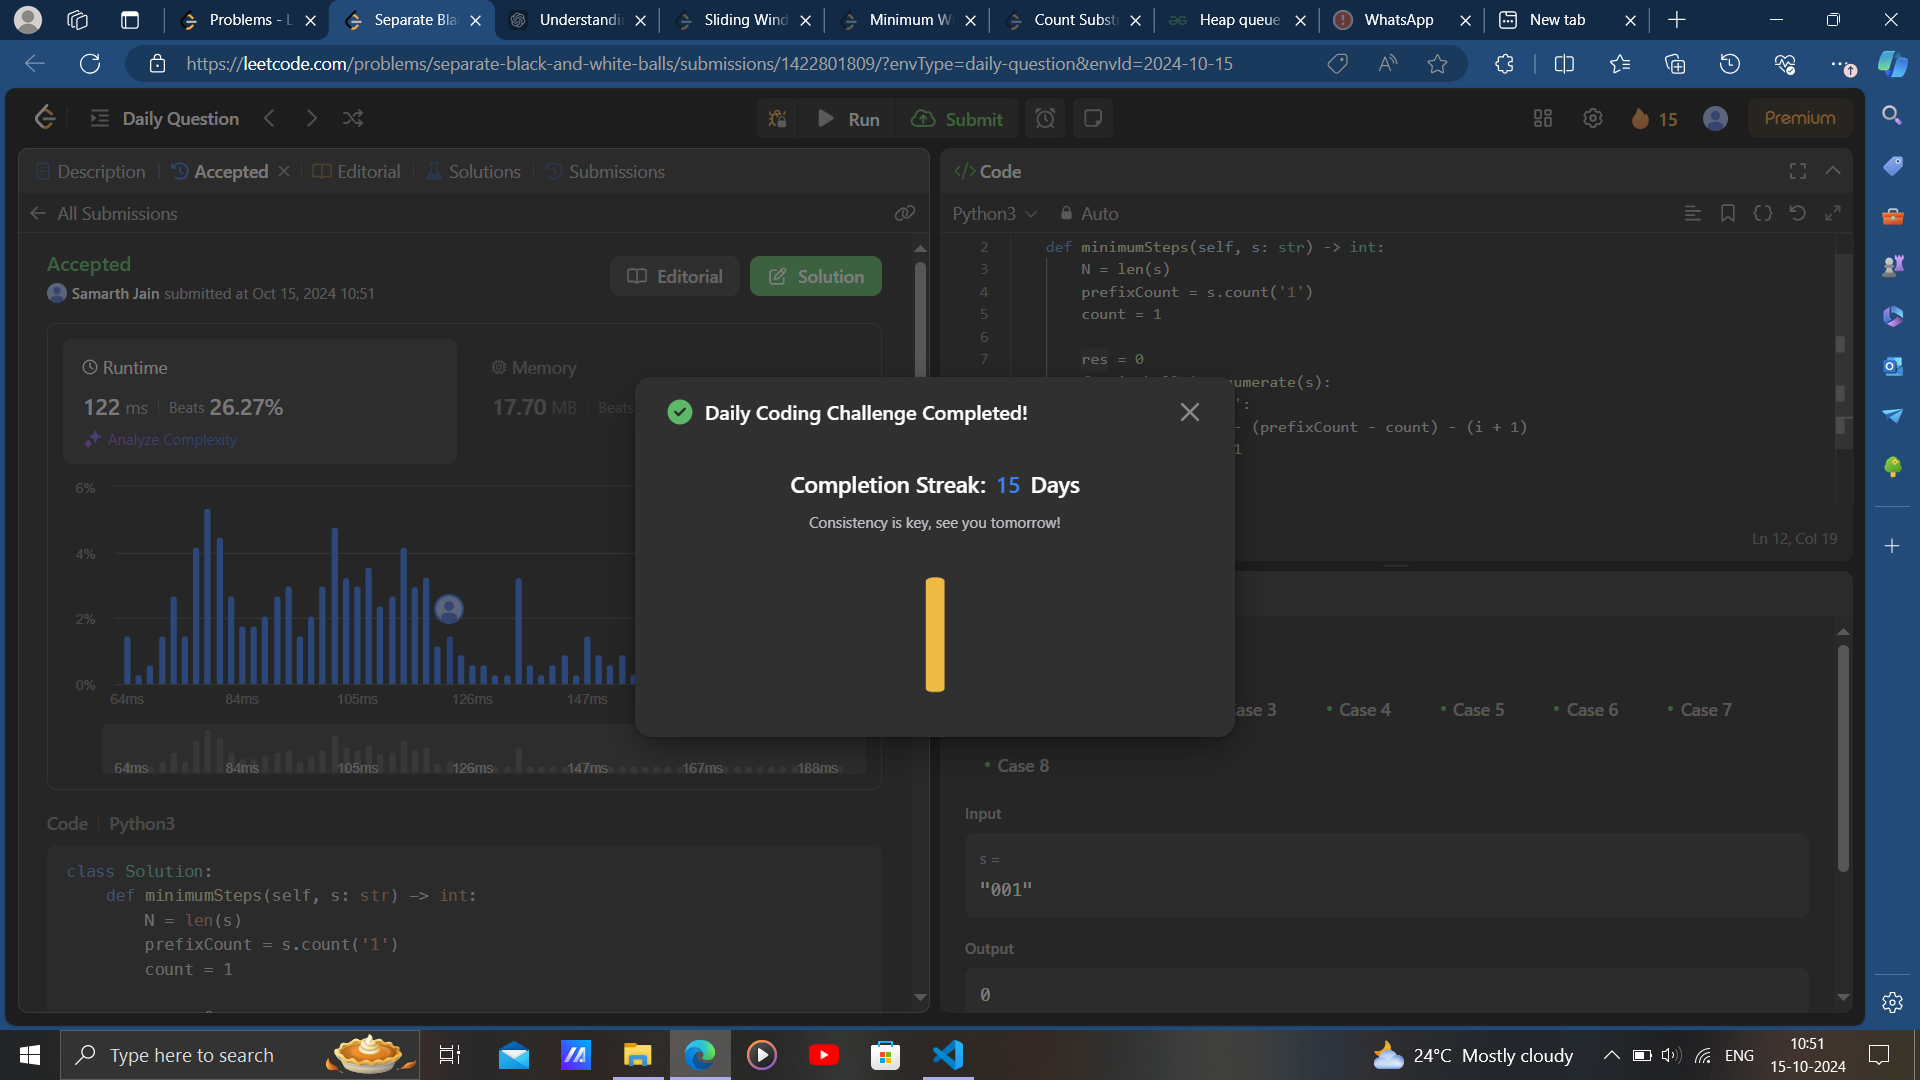 Problems - L
Separate Bla
Understandin
Sliding Wind
Minimum Wi
Count Subst
Heap queue
WhatsApp
New tab
https://leetcode.com/problems/separate-black-and-white-balls/submissions/1422801809/?envType=daily-question&envId=2024-10-15
Daily Question
Run
Submit
15
Premium
Description
Accepted
Editorial
Solutions
Submissions
All Submissions
Accepted
Samarth Jain submitted at Oct 15, 2024 10:51
Editorial
Solution
Runtime
122 ms
Beats 26.27%
Analyze Complexity
Memory
17.70 MB
Beats
6%
4%
2%
0%
64ms
84ms
105ms
126ms
147ms
64ms
84ms
105ms
126ms
147ms
167ms
188ms
Code
Python3
class Solution:
def minimumSteps(self, s: str) -> int:
N = len(s)
prefixCount = s.count('1')
count = 1
Daily Coding Challenge Completed!
Completion Streak: 15 Days
Consistency is key, see you tomorrow!
</> Code
Python3
Auto
2 def minimumSteps(self, s: str) -> int:
3 N = len(s)
4 prefixCount = s.count('1')
5 count = 1
6
7 res = 0
umerate(s):
':
- (prefixCount - count) - (i + 1)
1
Ln 12, Col 19
ase 3
Case 4
Case 5
Case 6
Case 7
Case 8
Input
s =
"001"
Output
0
Type here to search
24°C Mostly cloudy
ENG
10:51
15-10-2024